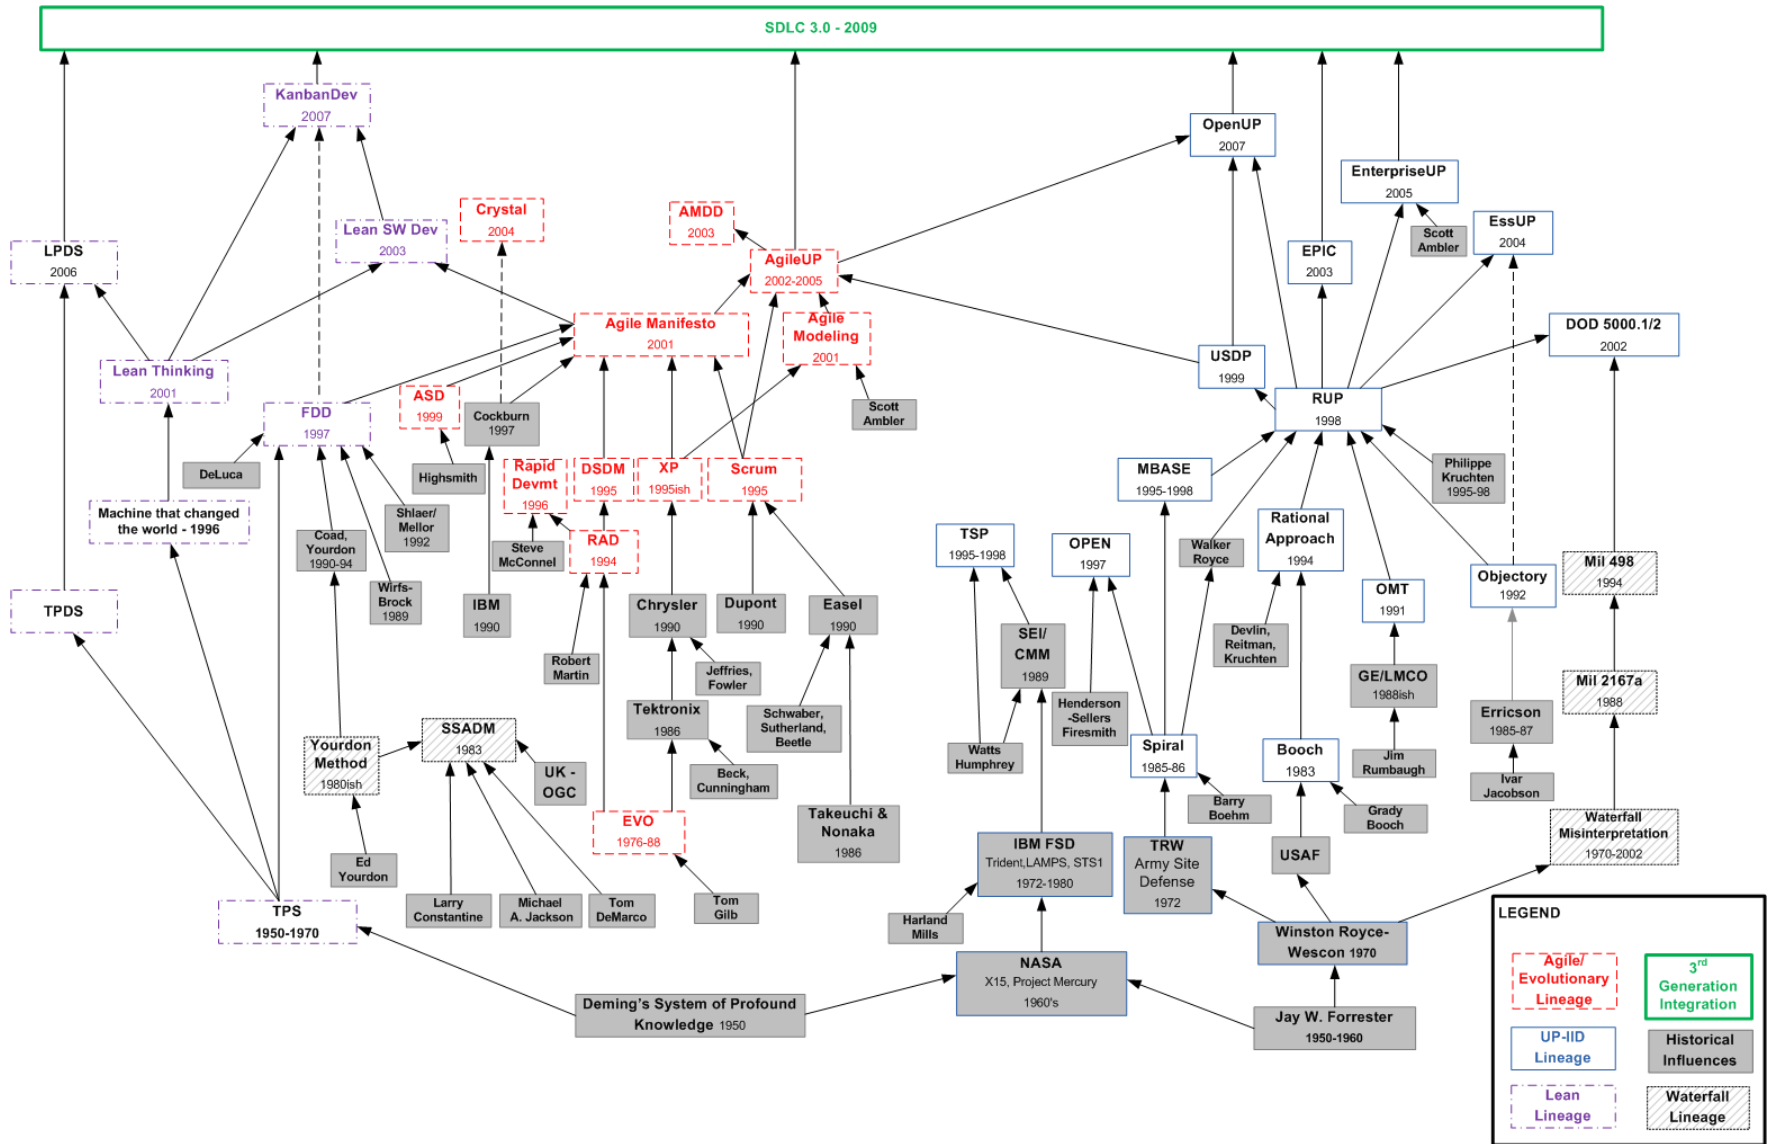 SDLC 3.0 - 2009
KanbanDev
2007
OpenUP
2007
EnterpriseUP
2005
Crystal
2004
AMDD
2003
Lean SW Dev
2003
Scott
Ambler
EssUP
2004
LPDS
2006
AgileUP
2002-2005
EPIC
2003
Agile Manifesto
2001
Agile
Modeling
2001
DOD 5000.1/2
2002
USDP
1999
Lean Thinking
2001
ASD
1999
FDD
1997
Cockburn
1997
Scott
Ambler
RUP
1998
DeLuca
Highsmith
Rapid
Devmt
1996
DSDM
1995
XP
1995ish
Scrum
1995
MBASE
1995-1998
Philippe
Kruchten
1995-98
Machine that changed
the world - 1996
Shlaer/
Mellor
1992
Coad,
Yourdon
1990-94
Steve
McConnel
RAD
1994
TSP
1995-1998
OPEN
1997
Walker
Royce
Rational
Approach
1994
Mil 498
1994
Wirfs-
Brock
1989
OMT
1991
Objectory
1992
TPDS
IBM
1990
Chrysler
1990
Dupont
1990
Easel
1990
SEI/
CMM
1989
Devlin,
Reitman,
Kruchten
Robert
Martin
Jeffries,
Fowler
GE/LMCO
1988ish
Mil 2167a
1988
Henderson
-Sellers
Firesmith
Tektronix
1986
Schwaber,
Sutherland,
Beetle
Ericson
1985-87
SSADM
1983
Yourdon
Method
1980ish
UK -
OGC
Watts
Humphrey
Spiral
1985-86
Booch
1983
Jim
Rumbaugh
Beck,
Cunningham
Ivar
Jacobson
Barry
Boehm
Grady
Booch
EVO
1976-88
Takeuchi &
Nonaka
1986
Waterfall
Misinterpretation
1970-2002
IBM FSD
Trident,LAMPS, STS1
1972-1980
TRW
Army Site
Defense
1972
USAF
Ed
Yourdon
Larry
Constantine
Michael
A. Jackson
Tom
DeMarco
Tom
Gilb
TPS
1950-1970
Harland
Mills
Winston Royce-
Wescon 1970
NASA
X15, Project Mercury
1960's
Deming's System of Profound
Knowledge 1950
Jay W. Forrester
1950-1960
LEGEND
Agile/
Evolutionary
Lineage
3rd
Generation
Integration
UP-IID
Lineage
Historical
Influences
Lean
Lineage
Waterfall
Lineage